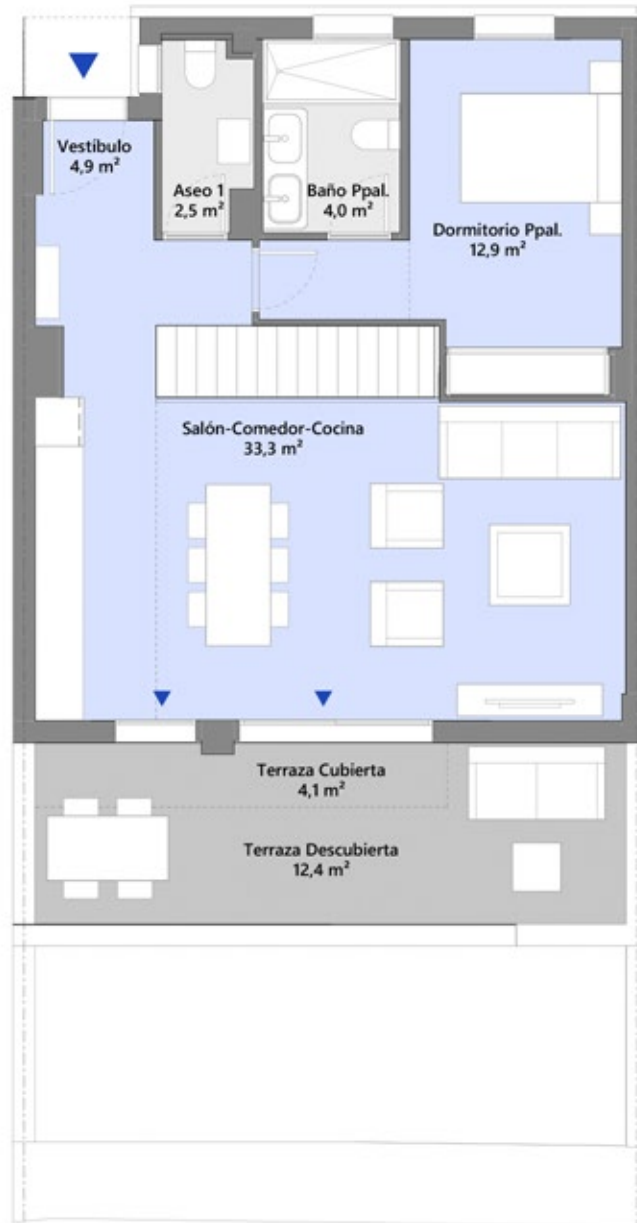 Vestíbulo
4,9 m²
Aseo 1
2,5 m²
Baño Ppal.
4,0 m²
Dormitorio Ppal.
12,9 m²
Salón-Comedor-Cocina
33,3 m²
Terraza Cubierta
4,1 m²
Terraza Descubierta
12,4 m²